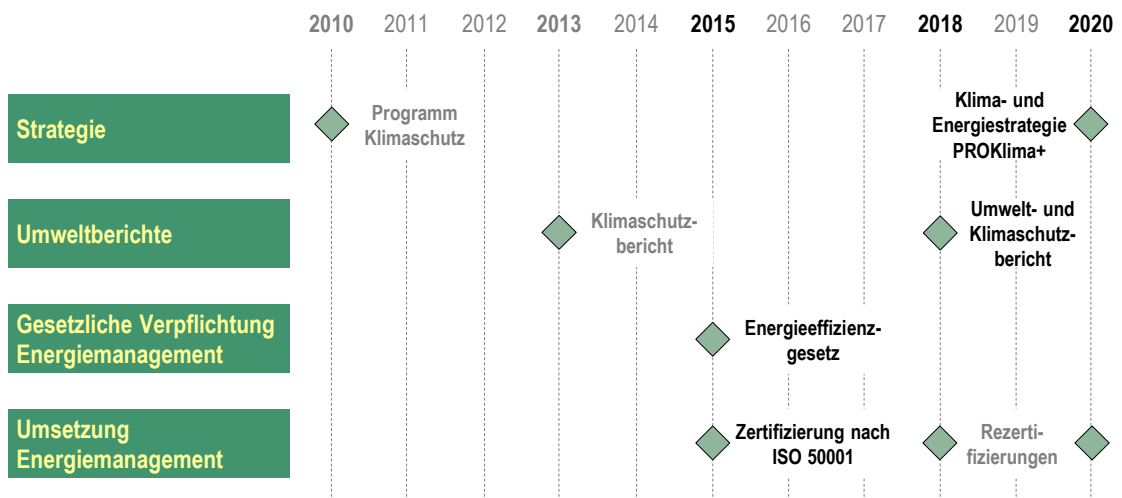 2010 2011 2012 2013 2014 2015 2016 2017 2018 2019 2020
Strategie
Programm
Klimaschutz
Klima- und
Energiestrategie
PROKlima+
Umweltberichte
Klimaschutz-
bericht
Umwelt- und
Klimaschutz-
bericht
Gesetzliche Verpflichtung
Energiemanagement
Energieeffizienz-
gesetz
Umsetzung
Energiemanagement
Zertifizierung nach
ISO 50001
Rezerti-
fizierungen